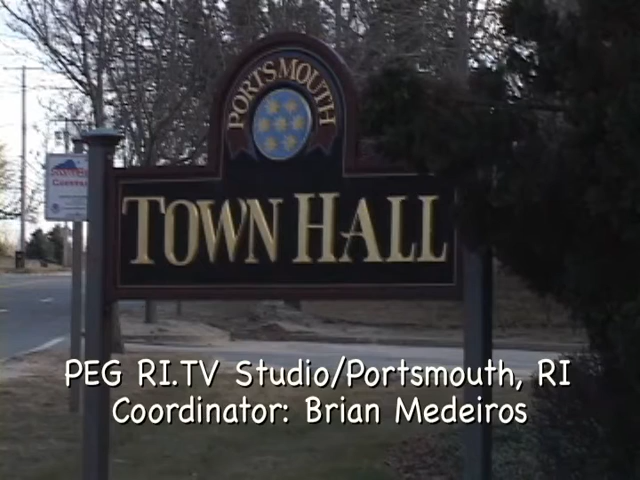 PORTSMOUTH
TOWN HALL
PEG RI.TV Studio/Portsmouth, RI
Coordinator: Brian Medeiros